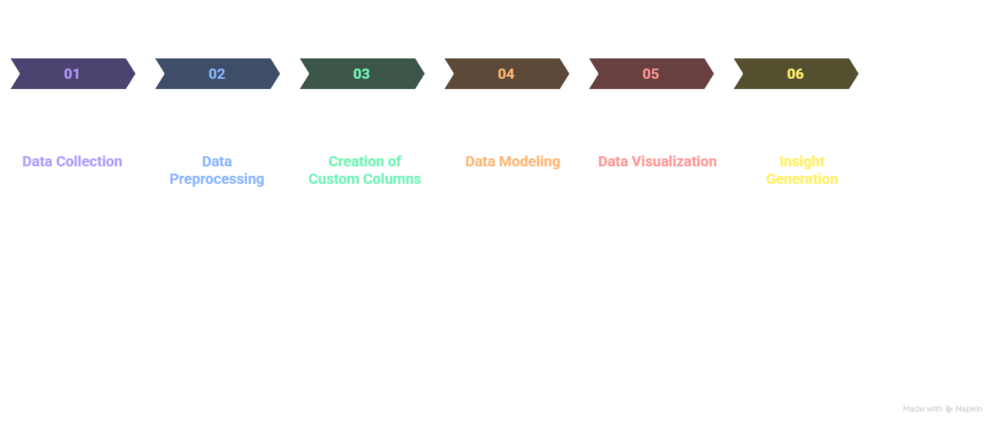 01
02
03
04
05
06
Data Collection
Data
Preprocessing
Creation of
Custom Columns
Data Modeling
Data Visualization
Insight
Generation
Made with Napkin